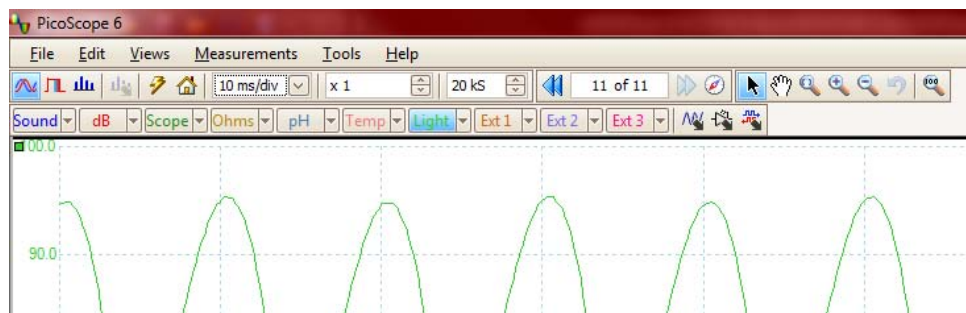 PicoScope 6
File Edit Views Measurements Tools Help
10 ms/div x 1 20 kS 11 of 11
Sound dB Scope Ohms pH Temp Light Ext 1 Ext 2 Ext 3
100.0
90.0